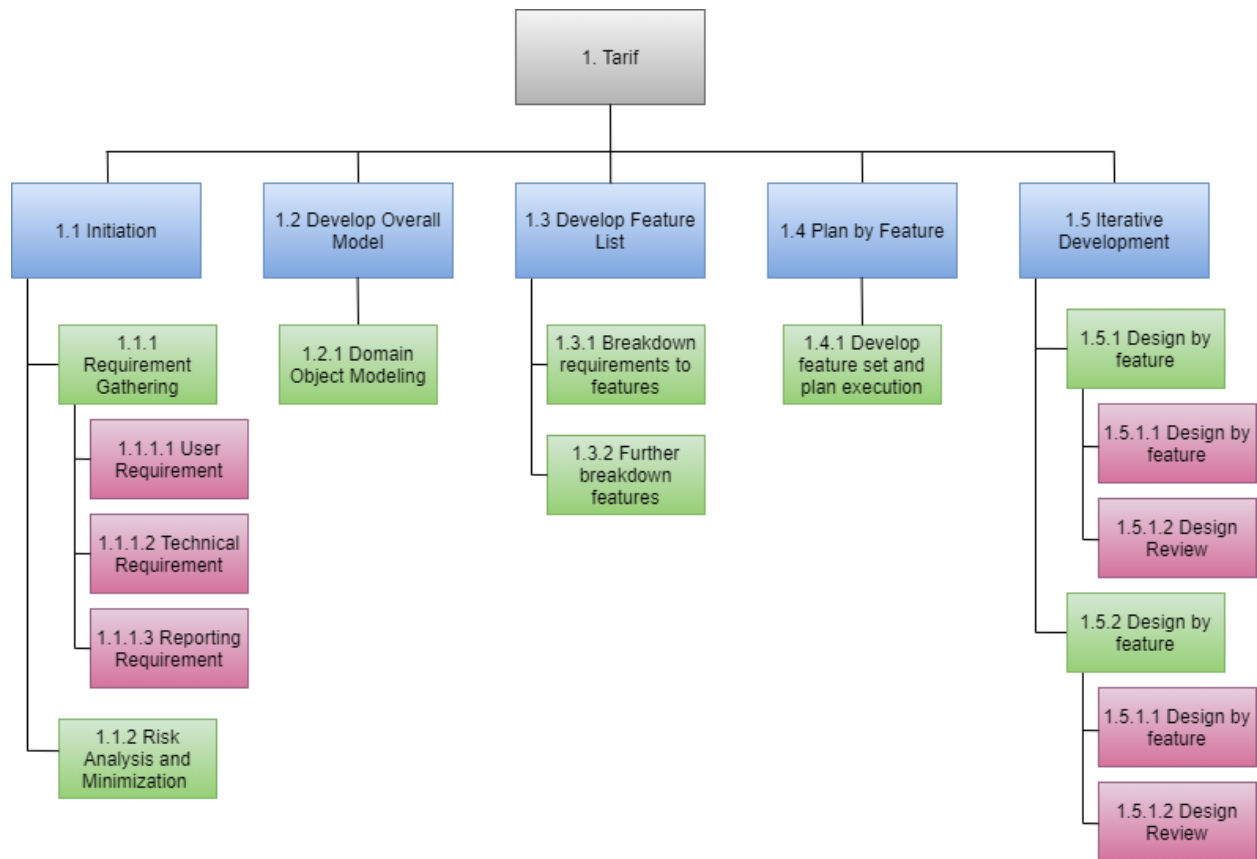 1. Tarif
1.1 Initiation
1.2 Develop Overall
Model
1.3 Develop Feature
List
1.4 Plan by Feature
1.5 Iterative
Development
1.1.1
Requirement
Gathering
1.1.1.1 User
Requirement
1.1.1.2 Technical
Requirement
1.1.1.3 Reporting
Requirement
1.1.2 Risk
Analysis and
Minimization
1.2.1 Domain
Object Modeling
1.3.1 Breakdown
requirements to
features
1.3.2 Further
breakdown
features
1.4.1 Develop
feature set and
plan execution
1.5.1 Design by
feature
1.5.1.1 Design by
feature
1.5.1.2 Design
Review
1.5.2 Design by
feature
1.5.1.1 Design by
feature
1.5.1.2 Design
Review